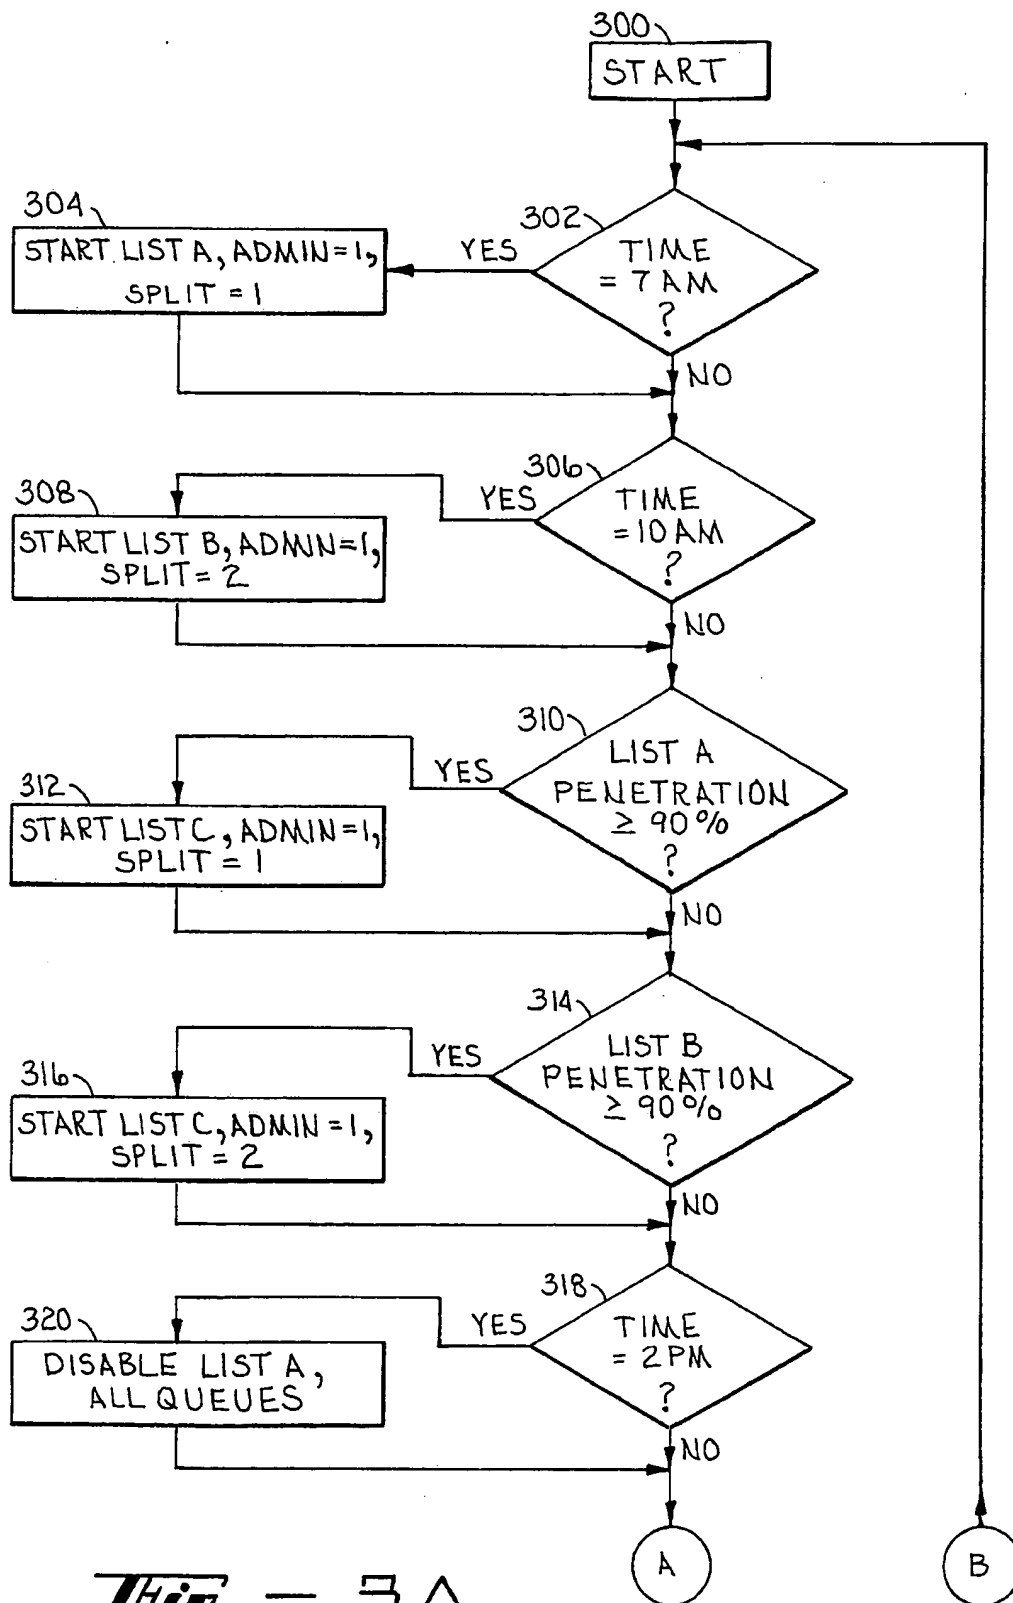 300
START
304
START LIST A, ADMIN=1,
SPLIT = 1
YES
302
TIME
= 7 AM
?
NO
308
START LIST B, ADMIN=1,
SPLIT = 2
YES
306
TIME
= 10 AM
?
NO
312
START LIST C, ADMIN=1,
SPLIT = 1
YES
310
LIST A
PENETRATION
≥ 90%
?
NO
316
START LIST C, ADMIN=1,
SPLIT = 2
YES
314
LIST B
PENETRATION
≥ 90%
?
NO
320
DISABLE LIST A,
ALL QUEUES
YES
318
TIME
= 2 PM
?
NO
A
B
- 3A